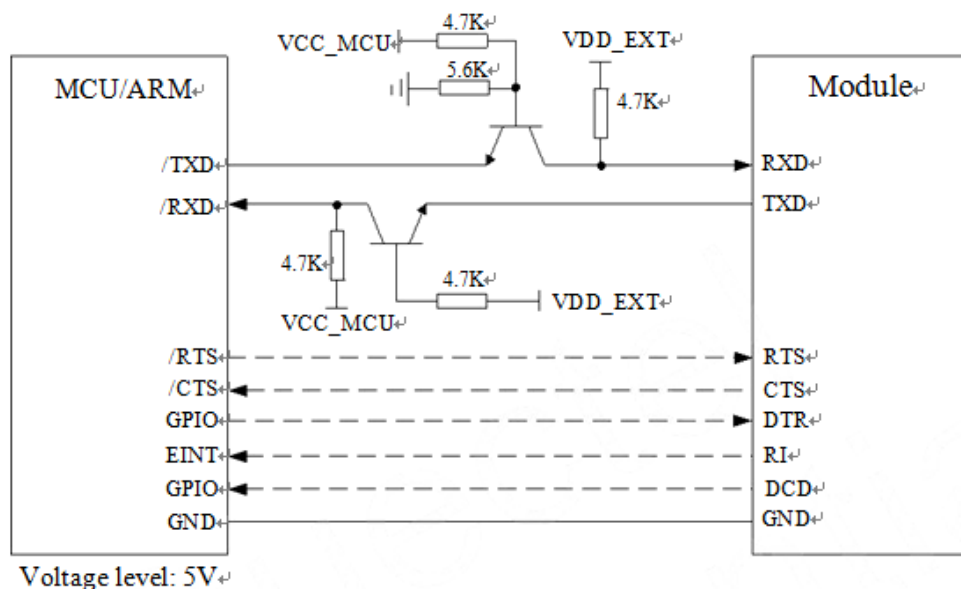 4.7K
VCC_MCU
VDD_EXT
5.6K
MCU/ARM
4.7K
Module
/TXD
RXD
/RXD
TXD
4.7K
4.7K
VDD_EXT
VCC_MCU
/RTS
RTS
/CTS
CTS
GPIO
DTR
EINT
RI
GPIO
DCD
GND
GND
Voltage level: 5V